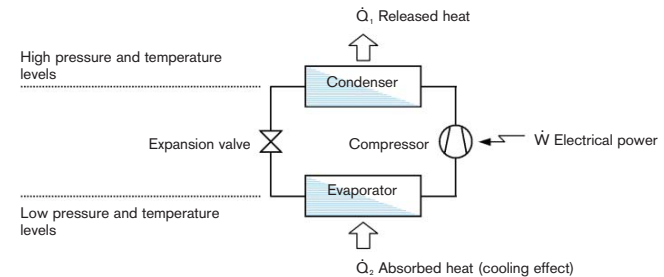 Q̇₁ Released heat
High pressure and temperature
levels
Condenser
Expansion valve
Compressor
Ẇ Electrical power
Evaporator
Low pressure and temperature
levels
Q̇₂ Absorbed heat (cooling effect)